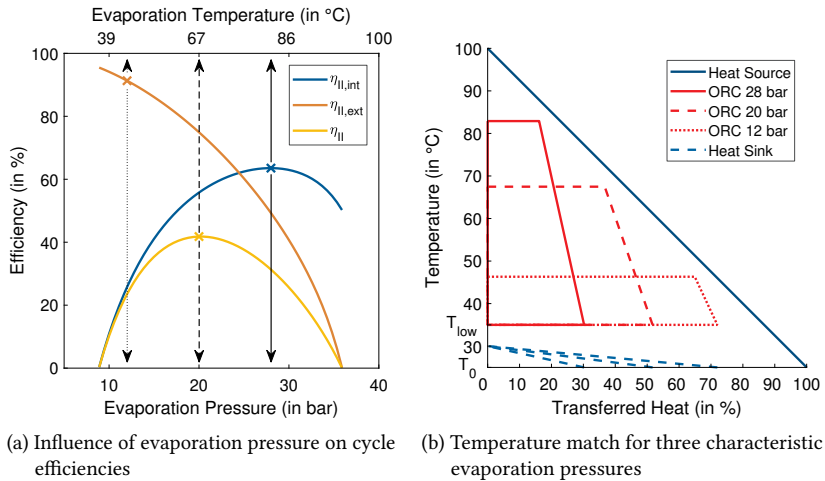 Evaporation Temperature (in °C)
39 67 86 100
100
80
60
40
20
0
Efficiency (in %)
η_II,int
η_II,ext
η_II
10 20 30 40
Evaporation Pressure (in bar)
(a) Influence of evaporation pressure on cycle
efficiencies
100
90
80
70
60
50
40
T_low
30
T_0
Temperature (in °C)
Heat Source
ORC 28 bar
ORC 20 bar
ORC 12 bar
Heat Sink
0 10 20 30 40 50 60 70 80 90 100
Transferred Heat (in %)
(b) Temperature match for three characteristic
evaporation pressures